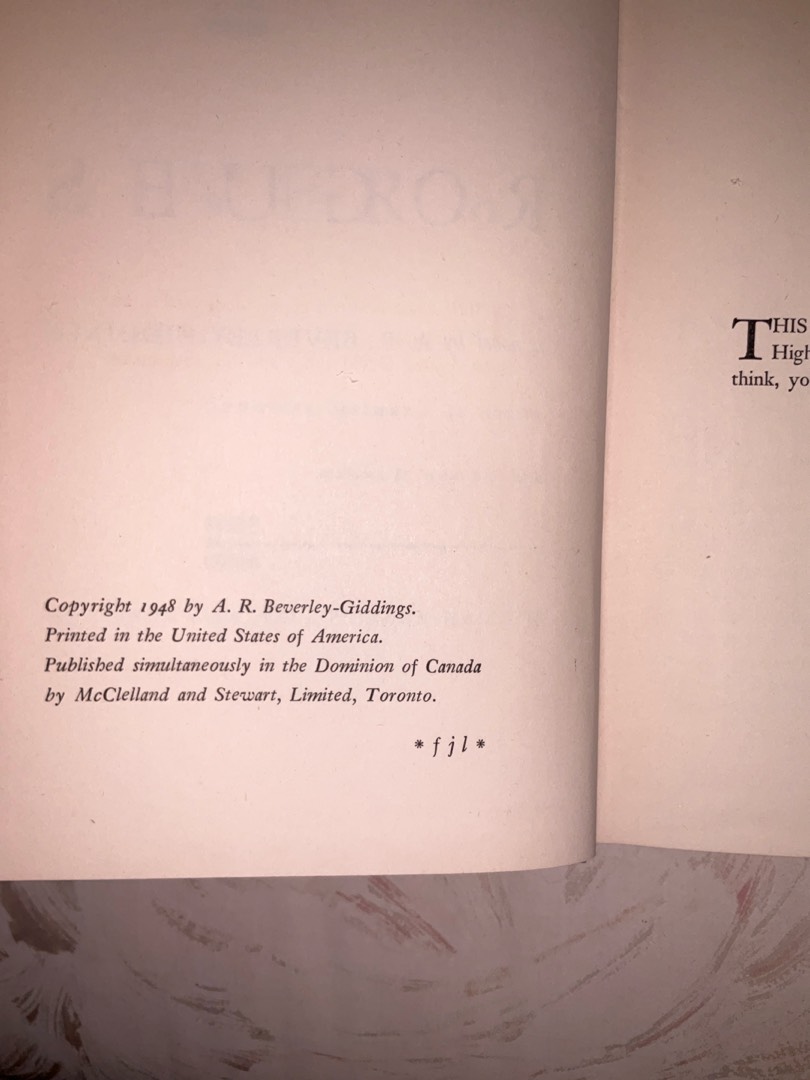 Copyright 1948 by A. R. Beverley-Giddings.
Printed in the United States of America.
Published simultaneously in the Dominion of Canada
by McClelland and Stewart, Limited, Toronto.
* f j l *
THIS
High
think, yo